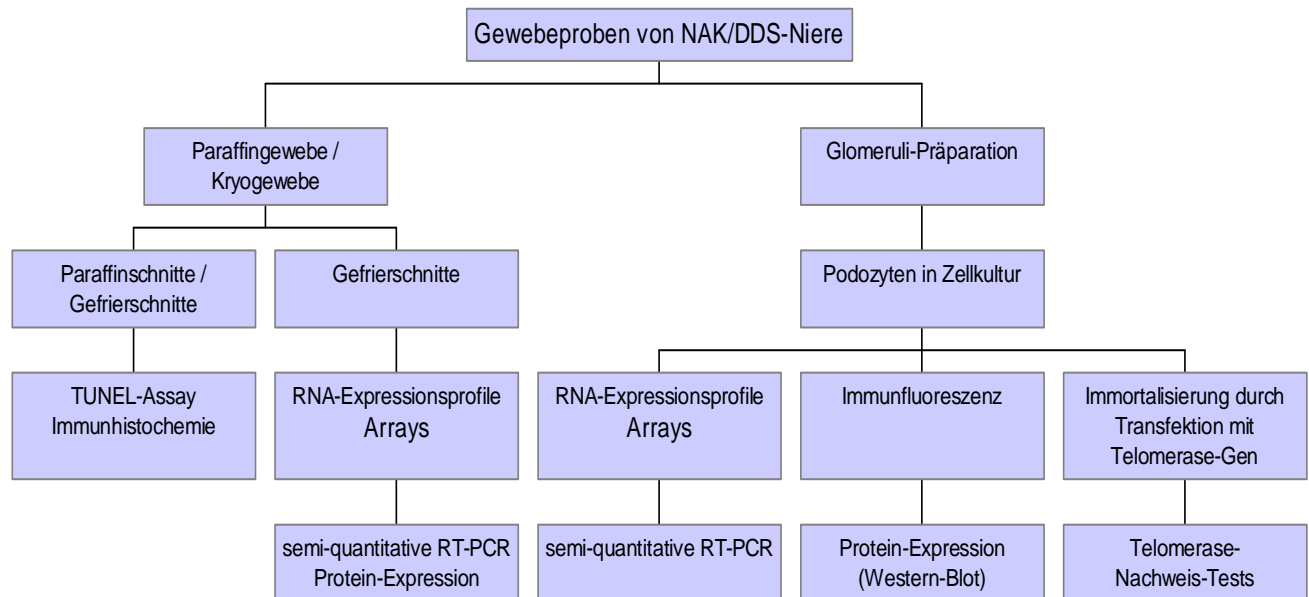 Gewebeproben von NAK/DDS-Niere
Paraffingewebe /
Kryogewebe
Glomeruli-Präparation
Paraffinschnitte /
Gefrierschnitte
Gefrierschnitte
Podozyten in Zellkultur
TUNEL-Assay
Immunhistochemie
RNA-Expressionsprofile
Arrays
RNA-Expressionsprofile
Arrays
Immunfluoreszenz
Immortalisierung durch
Transfektion mit
Telomerase-Gen
semi-quantitative RT-PCR
Protein-Expression
semi-quantitative RT-PCR
Protein-Expression
(Western-Blot)
Telomerase-
Nachweis-Tests